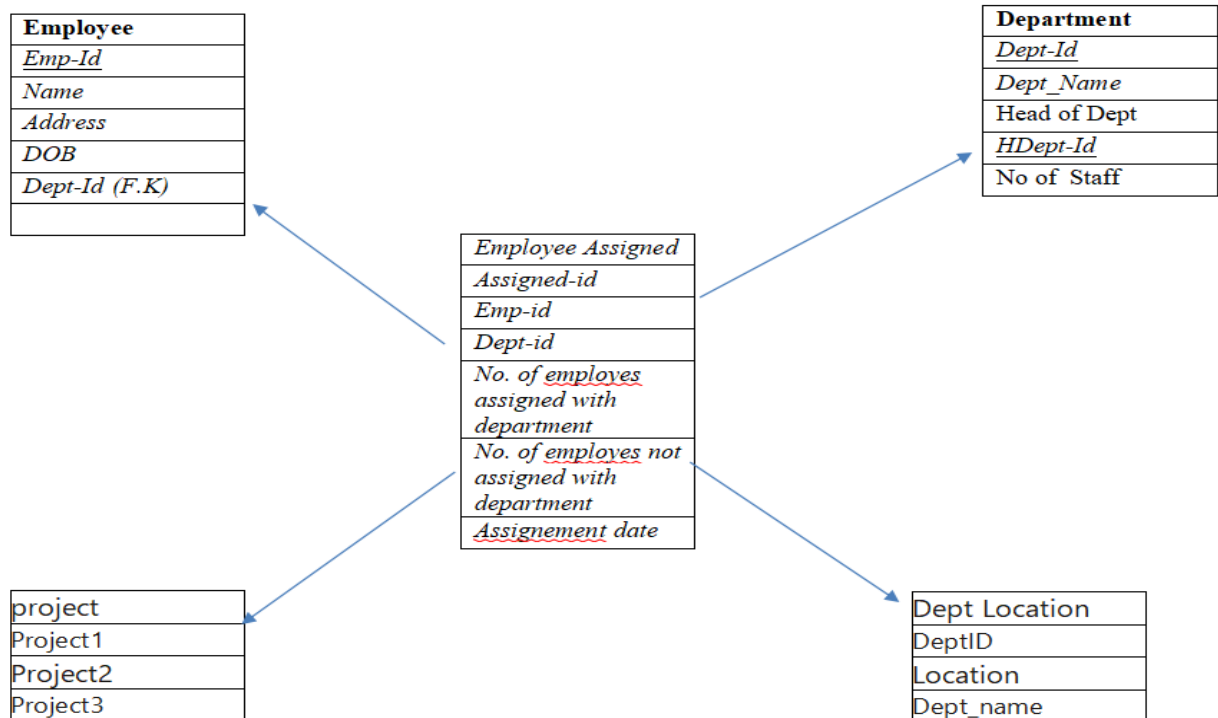 Employee
Emp-Id
Name
Address
DOB
Dept-Id (F.K)
Department
Dept-Id
Dept_Name
Head of Dept
HDept-Id
No of Staff
Employee Assigned
Assigned-id
Emp-id
Dept-id
No. of employes
assigned with
department
No. of employes not
assigned with
department
Assignement date
project
Project1
Project2
Project3
Dept Location
DeptID
Location
Dept_name